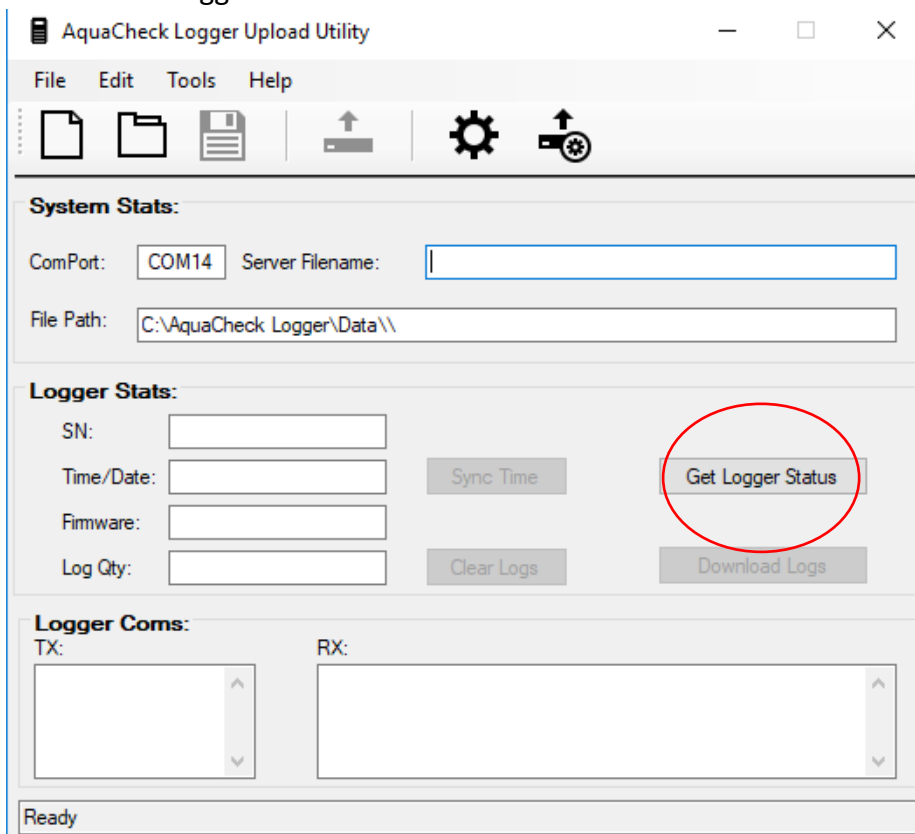 AquaCheck Logger Upload Utility
File Edit Tools Help
System Stats:
ComPort: COM14 Server Filename:
File Path: C:\AquaCheck Logger\Data\\
Logger Stats:
SN:
Time/Date: Sync Time Get Logger Status
Firmware:
Log Qty: Clear Logs Download Logs
Logger Coms:
TX: RX:
Ready